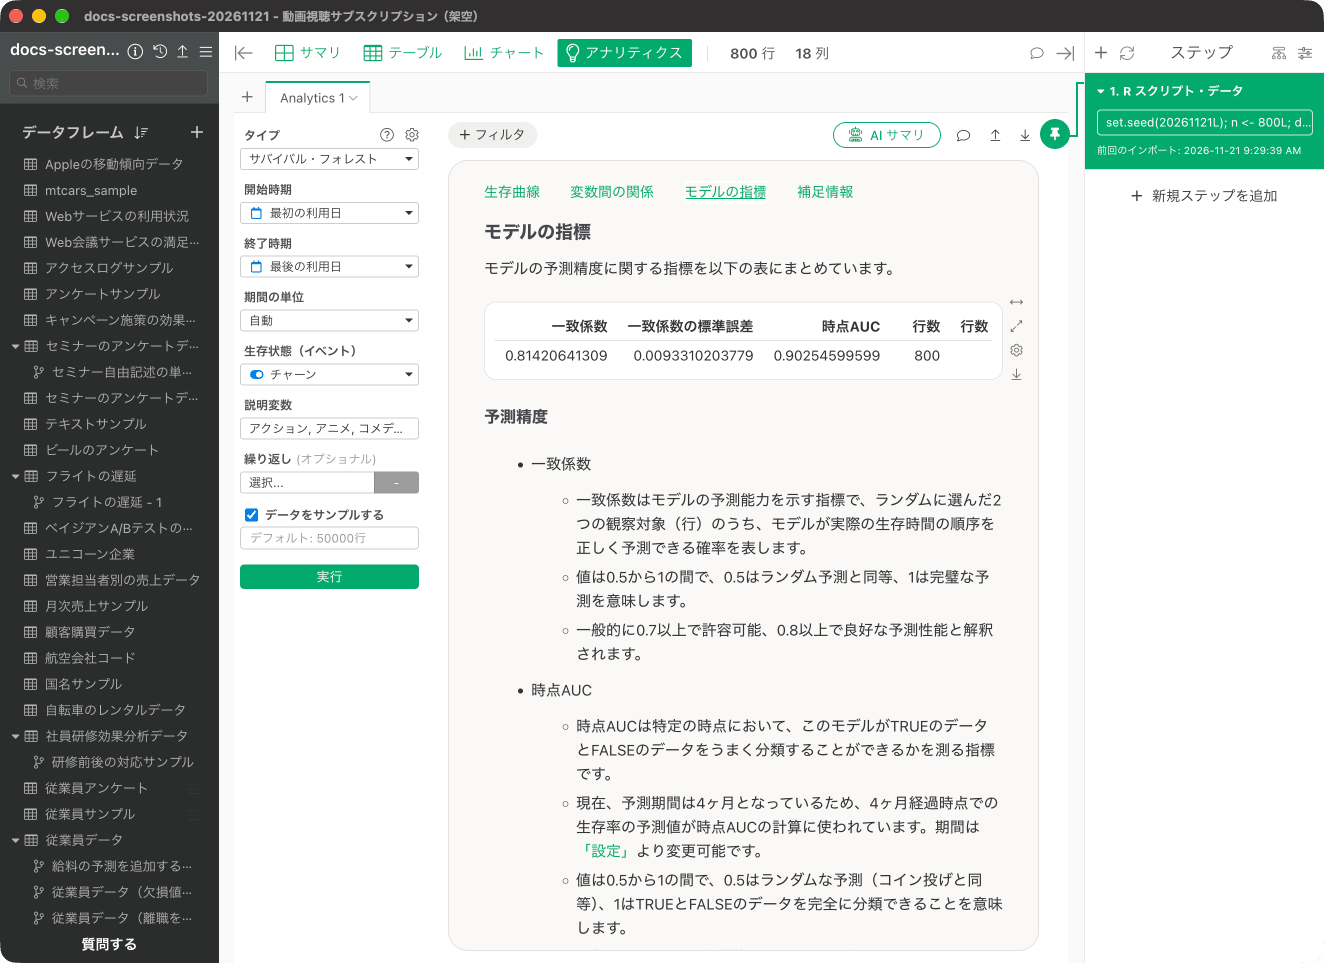 docs-screenshots-20261121 - 動画視聴サブスクリプション（架空）
docs-screen...
検索
データフレーム
Appleの移動傾向データ
mtcars_sample
Webサービスの利用状況
Web会議サービスの満足…
アクセスログサンプル
アンケートサンプル
キャンペーン施策の効果…
セミナーのアンケートデ…
セミナー自由記述の単…
セミナーのアンケートデ…
テキストサンプル
ビールのアンケート
フライトの遅延
フライトの遅延 - 1
ベイジアンA/Bテストの…
ユニコーン企業
営業担当者別の売上データ
月次売上サンプル
顧客購買データ
航空会社コード
国名サンプル
自転車のレンタルデータ
社員研修効果分析データ
研修前後の対応サンプル
従業員アンケート
従業員サンプル
従業員データ
給料の予測を追加する…
従業員データ（欠損値…
従業員データ（離職を…
質問する
サマリ
テーブル
チャート
アナリティクス
800 行
18 列
Analytics 1
タイプ
サバイバル・フォレスト
開始時期
最初の利用日
終了時期
最後の利用日
期間の単位
自動
生存状態（イベント）
チャーン
説明変数
アクション, アニメ, コメデ...
繰り返し (オプショナル)
選択...
-
データをサンプルする
デフォルト: 50000行
実行
+ フィルタ
AI サマリ
生存曲線
変数間の関係
モデルの指標
補足情報
モデルの指標
モデルの予測精度に関する指標を以下の表にまとめています。
一致係数 一致係数の標準誤差 時点AUC 行数 行数
0.81420641309 0.0093310203779 0.90254599599 800
予測精度
• 一致係数
○ 一致係数はモデルの予測能力を示す指標で、ランダムに選んだ2
つの観察対象（行）のうち、モデルが実際の生存時間の順序を
正しく予測できる確率を表します。
○ 値は0.5から1の間で、0.5はランダム予測と同等、1は完璧な予
測を意味します。
○ 一般的に0.7以上で許容可能、0.8以上で良好な予測性能と解釈
されます。
• 時点AUC
○ 時点AUCは特定の時点において、このモデルがTRUEのデータ
とFALSEのデータをうまく分類することができるかを測る指標
です。
○ 現在、予測期間は4ヶ月となっているため、4ヶ月経過時点での
生存率の予測値が時点AUCの計算に使われています。期間は
「設定」より変更可能です。
○ 値は0.5から1の間で、0.5はランダムな予測（コイン投げと同
等）、1はTRUEとFALSEのデータを完全に分類できることを意味
します。
ステップ
1. R スクリプト・データ
set.seed(20261121L); n <- 800L; d...
前回のインポート: 2026-11-21 9:29:39 AM
+ 新規ステップを追加